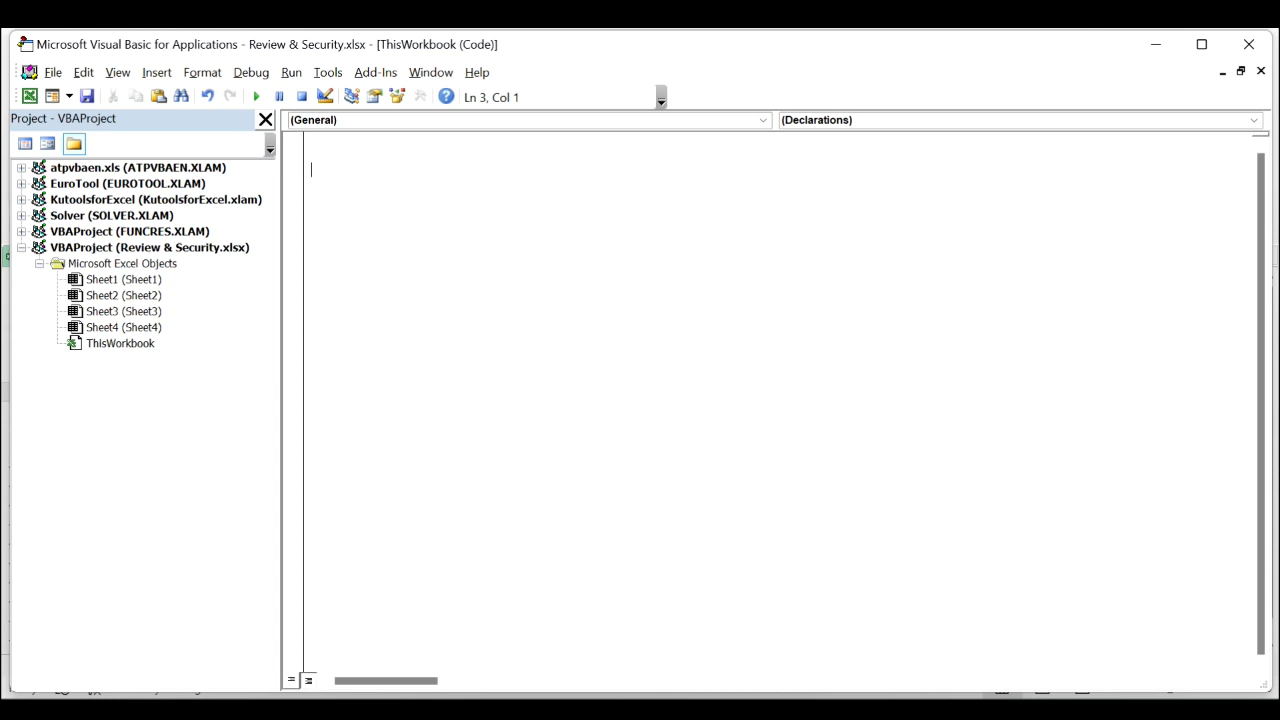 Microsoft Visual Basic for Applications - Review & Security.xlsx - [ThisWorkbook (Code)]
File Edit View Insert Format Debug Run Tools Add-Ins Window Help
Ln 3, Col 1
Project - VBAProject
(General)
(Declarations)
atpvbaen.xls (ATPVBAEN.XLAM)
EuroTool (EUROTOOL.XLAM)
KutoolsforExcel (KutoolsforExcel.xlam)
Solver (SOLVER.XLAM)
VBAProject (FUNCRES.XLAM)
VBAProject (Review & Security.xlsx)
Microsoft Excel Objects
Sheet1 (Sheet1)
Sheet2 (Sheet2)
Sheet3 (Sheet3)
Sheet4 (Sheet4)
ThisWorkbook